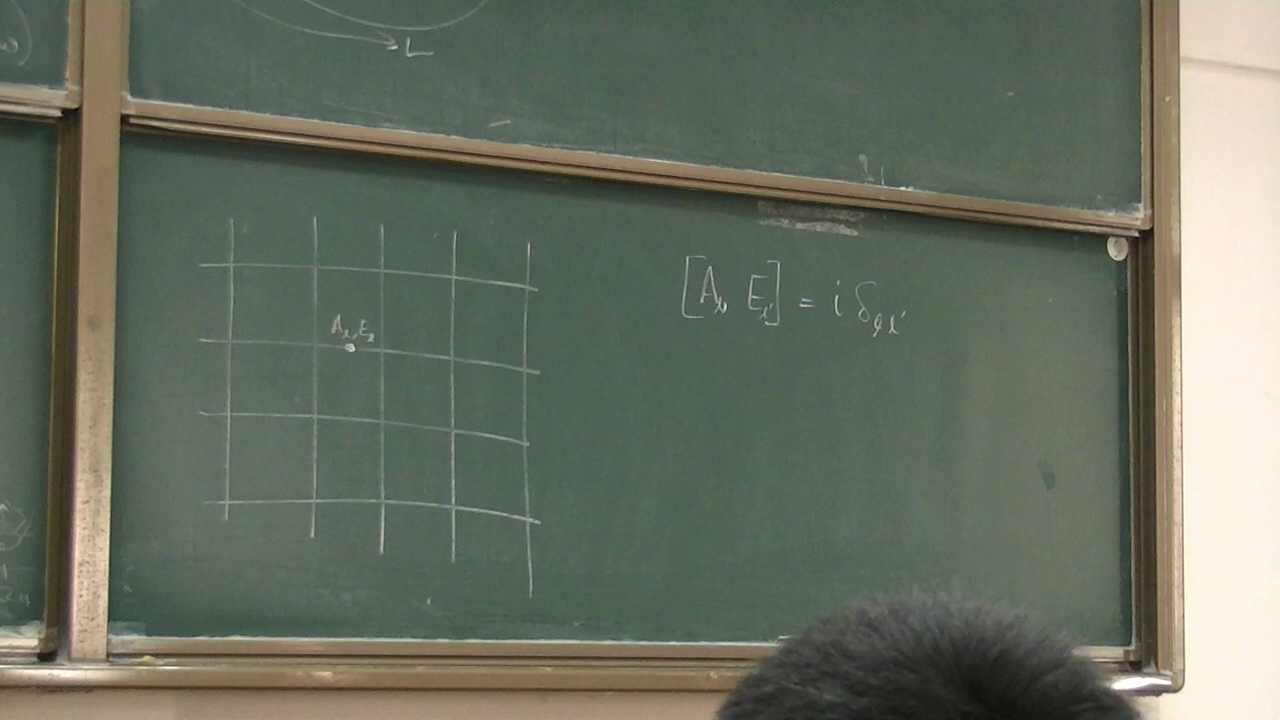 L
[A_ℓ, E_ℓ'] = i δ_ℓℓ'
A_ℓ, E_ℓ